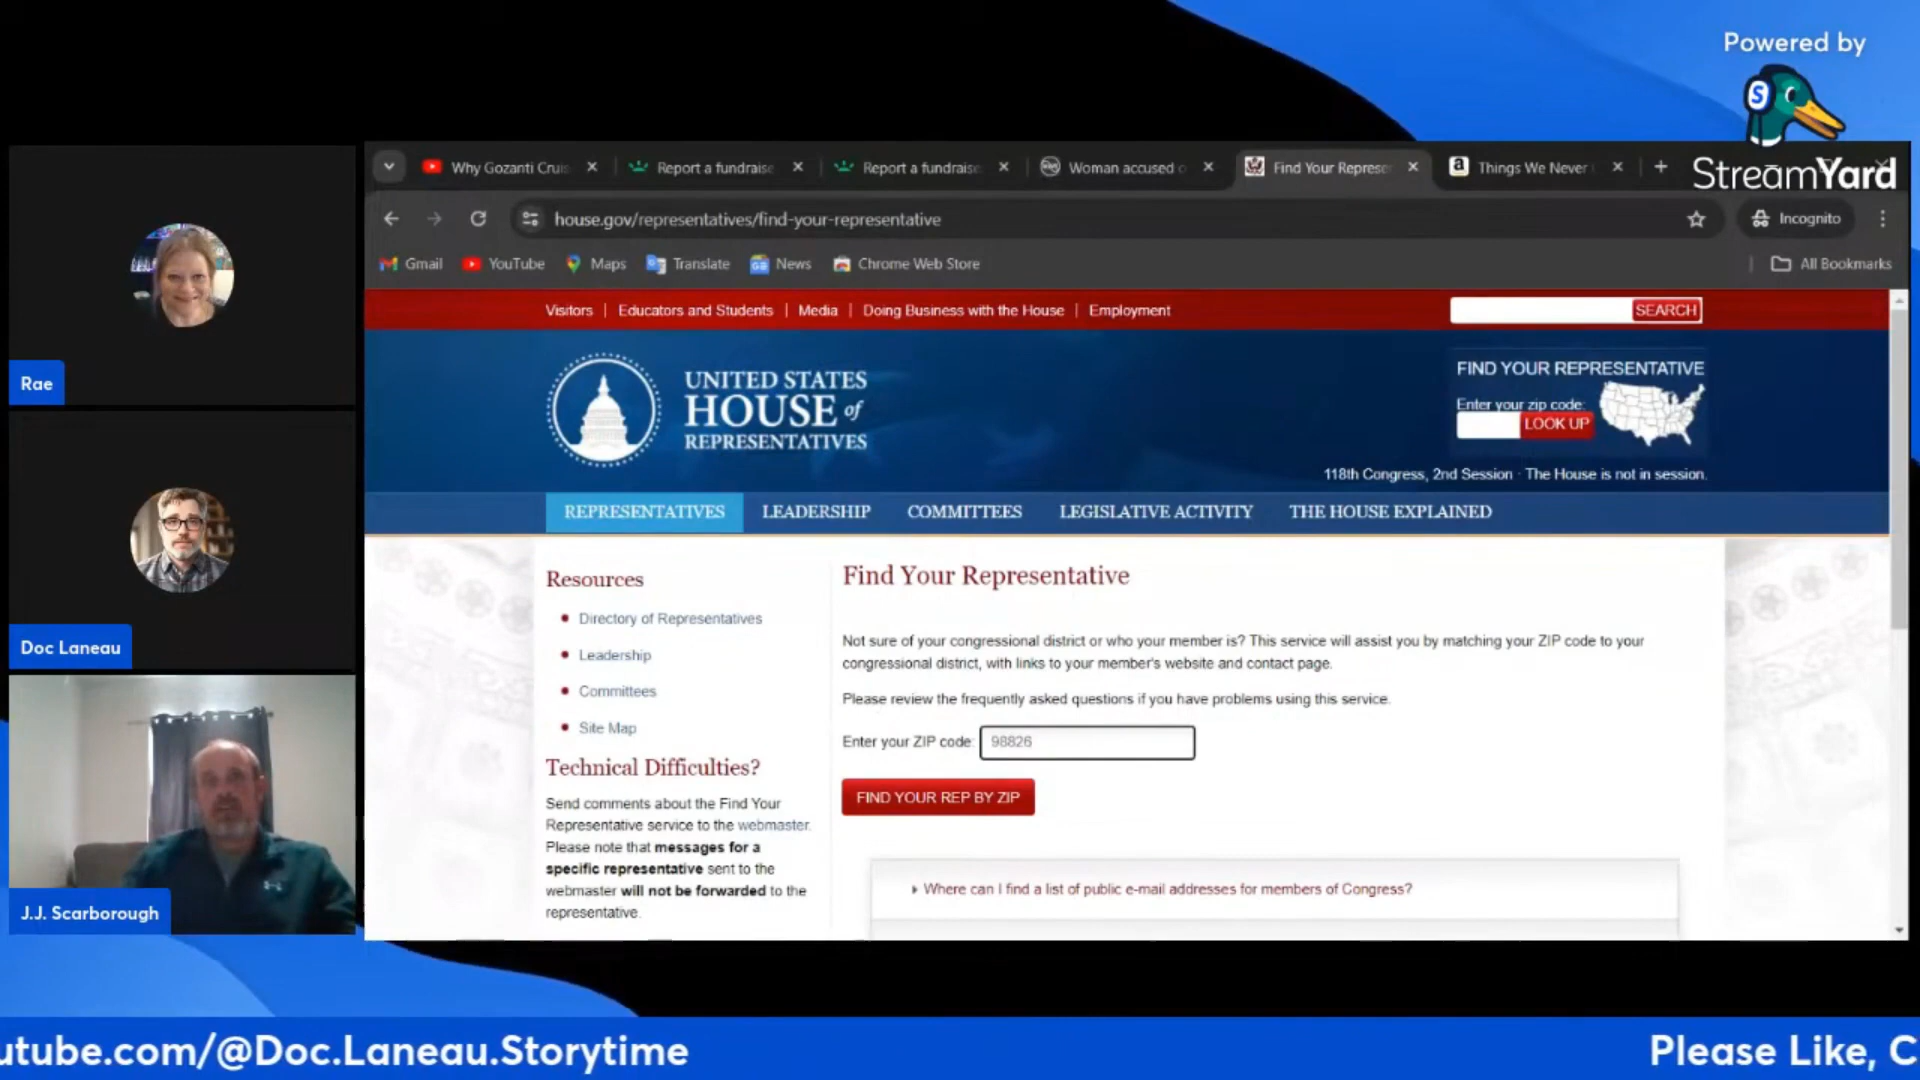 Powered by
StreamYard
Rae
Doc Laneau
J.J. Scarborough
Why Gozanti Cruis
Report a fundraise
Report a fundraise
Woman accused o
Find Your Represe
Things We Never
house.gov/representatives/find-your-representative
Incognito
Gmail
YouTube
Maps
Translate
News
Chrome Web Store
All Bookmarks
Visitors | Educators and Students | Media | Doing Business with the House | Employment
SEARCH
UNITED STATES
HOUSE of
REPRESENTATIVES
FIND YOUR REPRESENTATIVE
Enter your zip code:
LOOK UP
118th Congress, 2nd Session · The House is not in session.
REPRESENTATIVES
LEADERSHIP
COMMITTEES
LEGISLATIVE ACTIVITY
THE HOUSE EXPLAINED
Resources
Directory of Representatives
Leadership
Committees
Site Map
Technical Difficulties?
Send comments about the Find Your
Representative service to the webmaster.
Please note that messages for a
specific representative sent to the
webmaster will not be forwarded to the
representative.
Find Your Representative
Not sure of your congressional district or who your member is? This service will assist you by matching your ZIP code to your
congressional district, with links to your member's website and contact page.
Please review the frequently asked questions if you have problems using this service.
Enter your ZIP code: 98826
FIND YOUR REP BY ZIP
Where can I find a list of public e-mail addresses for members of Congress?
utube.com/@Doc.Laneau.Storytime
Please Like, C